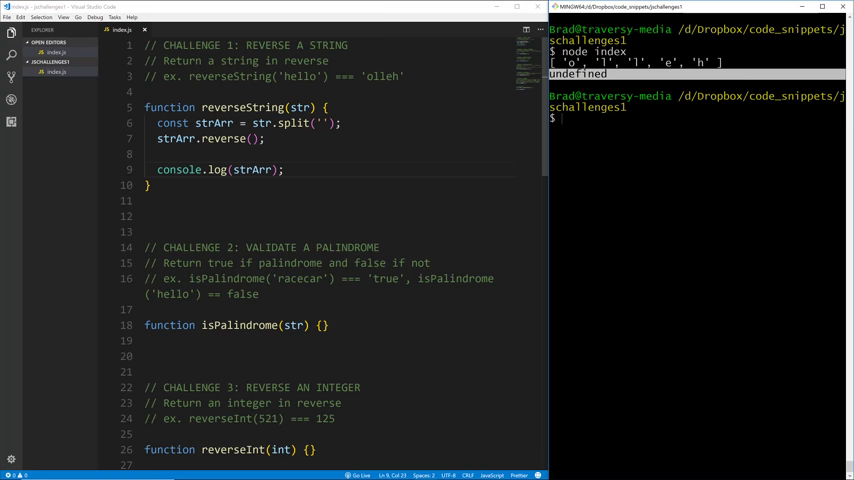 index.js - jschallenges1 - Visual Studio Code
File Edit Selection View Go Debug Tasks Help
EXPLORER
OPEN EDITORS
index.js
JSCHALLENGES1
index.js
index.js
1 // CHALLENGE 1: REVERSE A STRING
2 // Return a string in reverse
3 // ex. reverseString('hello') === 'olleh'
4
5 function reverseString(str) {
6 const strArr = str.split('');
7 strArr.reverse();
8
9 console.log(strArr);
10 }
11
12
13
14 // CHALLENGE 2: VALIDATE A PALINDROME
15 // Return true if palindrome and false if not
16 // ex. isPalindrome('racecar') === 'true', isPalindrome
('hello') == false
17
18 function isPalindrome(str) {}
19
20
21
22 // CHALLENGE 3: REVERSE AN INTEGER
23 // Return an integer in reverse
24 // ex. reverseInt(521) === 125
25
26 function reverseInt(int) {}
27
0 0
Go Live Ln 9, Col 23 Spaces: 2 UTF-8 CRLF JavaScript Prettier
MINGW64:/d/Dropbox/code_snippets/jschallenges1
Brad@traversy-media /d/Dropbox/code_snippets/j
schallenges1
$ node index
[ 'o', 'l', 'l', 'e', 'h' ]
undefined
Brad@traversy-media /d/Dropbox/code_snippets/j
schallenges1
$